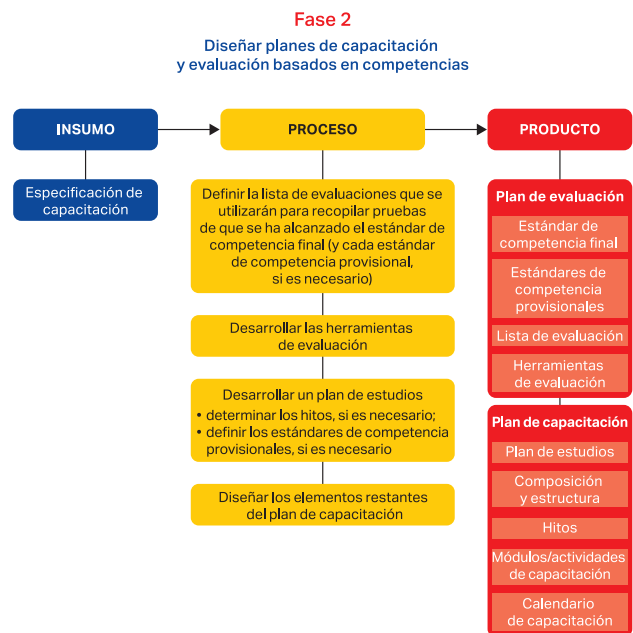 Fase 2
Diseñar planes de capacitación
y evaluación basados en competencias
INSUMO
PROCESO
PRODUCTO
Especificación de
capacitación
Definir la lista de evaluaciones que se
utilizarán para recopilar pruebas
de que se ha alcanzado el estándar de
competencia final (y cada estándar
de competencia provisional,
si es necesario)
Desarrollar las herramientas
de evaluación
Desarrollar un plan de estudios
• determinar los hitos, si es necesario;
• definir los estándares de competencia
provisionales, si es necesario
Diseñar los elementos restantes
del plan de capacitación
Plan de evaluación
Estándar de
competencia final
Estándares de
competencia
provisionales
Lista de evaluación
Herramientas
de evaluación
Plan de capacitación
Plan de estudios
Composición
y estructura
Hitos
Módulos/actividades
de capacitación
Calendario
de capacitación